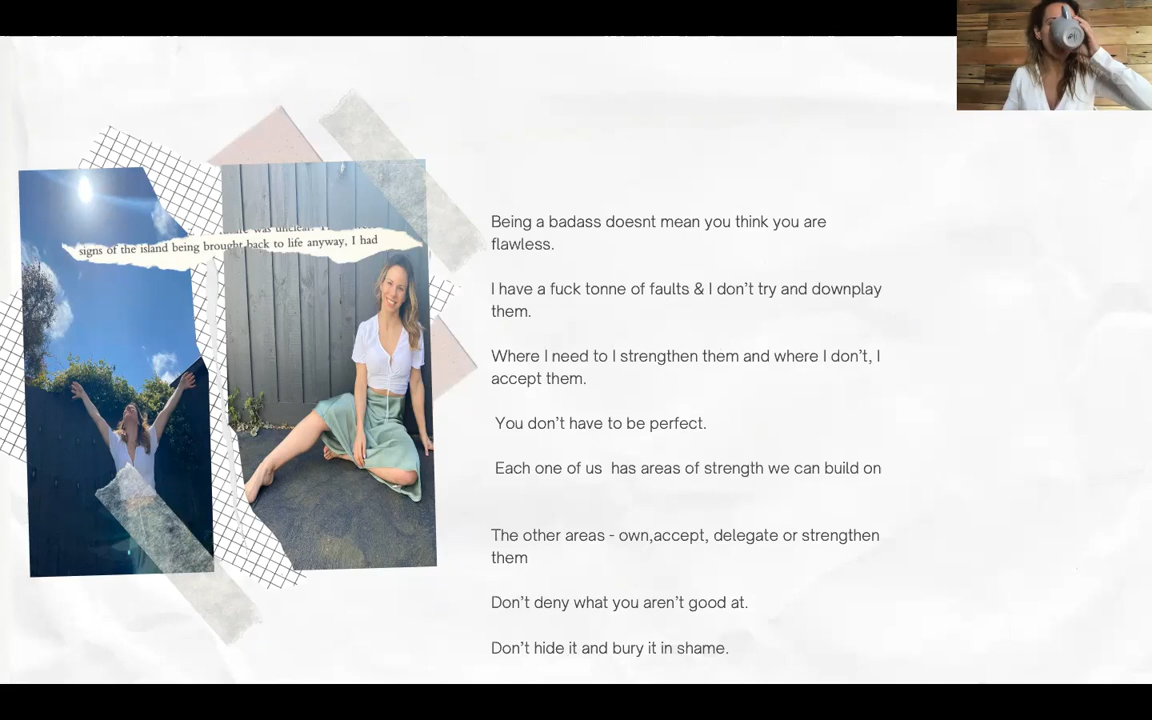 was unclear.
signs of the island being brought back to life anyway, I had
Being a badass doesnt mean you think you are
flawless.
I have a fuck tonne of faults & I don't try and downplay
them.
Where I need to I strengthen them and where I don't, I
accept them.
You don't have to be perfect.
Each one of us  has areas of strength we can build on
The other areas - own,accept, delegate or strengthen
them
Don't deny what you aren't good at.
Don't hide it and bury it in shame.